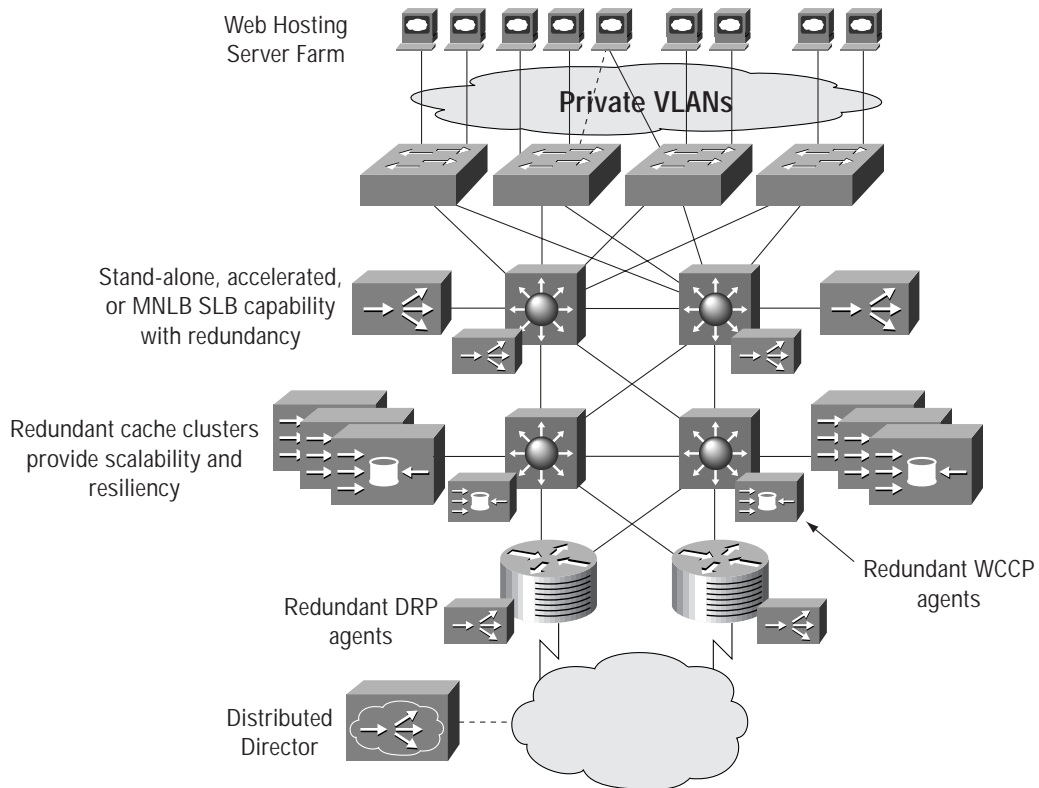 Web Hosting
Server Farm
Private VLANs
Stand-alone, accelerated,
or MNLB SLB capability
with redundancy
Redundant cache clusters
provide scalability and
resiliency
Redundant WCCP
agents
Redundant DRP
agents
Distributed
Director